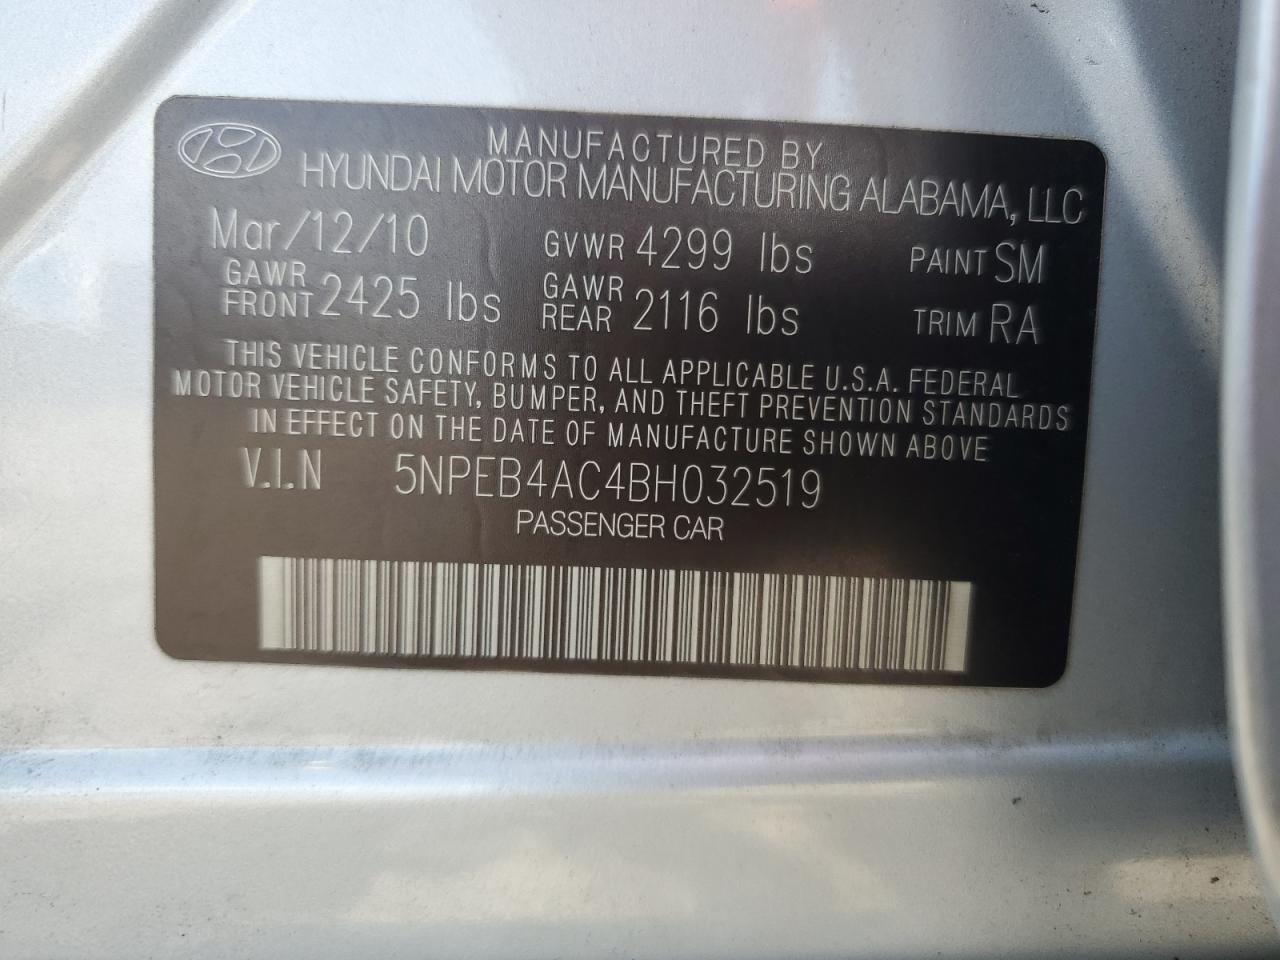 MANUFACTURED BY
HYUNDAI MOTOR MANUFACTURING ALABAMA, LLC
Mar/12/10 GVWR 4299 lbs PAINT SM
GAWR FRONT 2425 lbs GAWR REAR 2116 lbs TRIM RA
THIS VEHICLE CONFORMS TO ALL APPLICABLE U.S.A. FEDERAL
MOTOR VEHICLE SAFETY, BUMPER, AND THEFT PREVENTION STANDARDS
IN EFFECT ON THE DATE OF MANUFACTURE SHOWN ABOVE
V.I.N 5NPEB4AC4BH032519
PASSENGER CAR